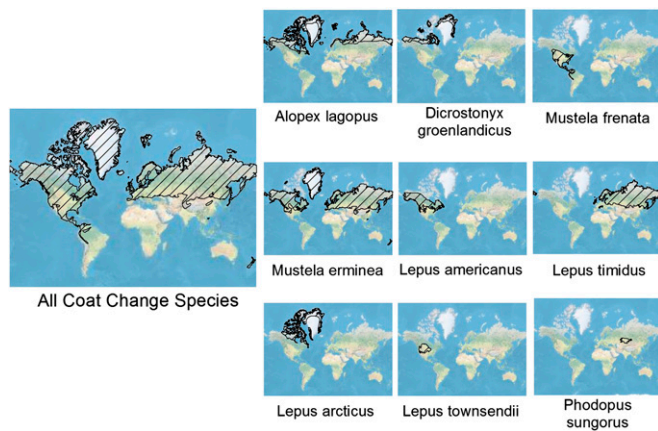 All Coat Change Species
Alopex lagopus
Dicrostonyx
groenlandicus
Mustela frenata
Mustela erminea
Lepus americanus
Lepus timidus
Lepus arcticus
Lepus townsendii
Phodopus
sungorus